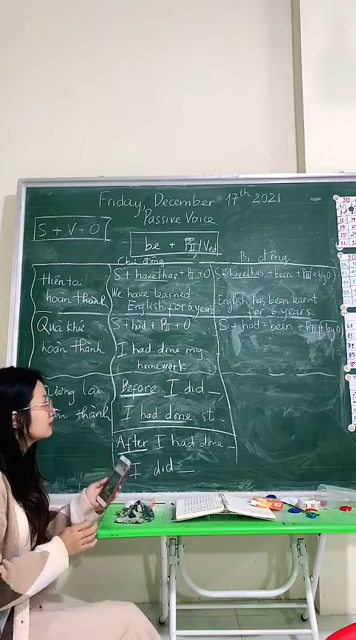 Friday, December 17th 2021
Passive Voice
S + V + O
be + PII/Ved
Chủ động
Bị động
Hiện tại
hoàn thành
S + have/has + PII + O
We have learned
English for 6 years
S + have/has + been + PII + by O
English has been learnt
for 6 years.
Quá khứ
hoàn thành
S + had + PII + O
I had done my
homework
S + had + been + PII + by O
lai
thành
Before I did
I had done st.
After I had done
I did